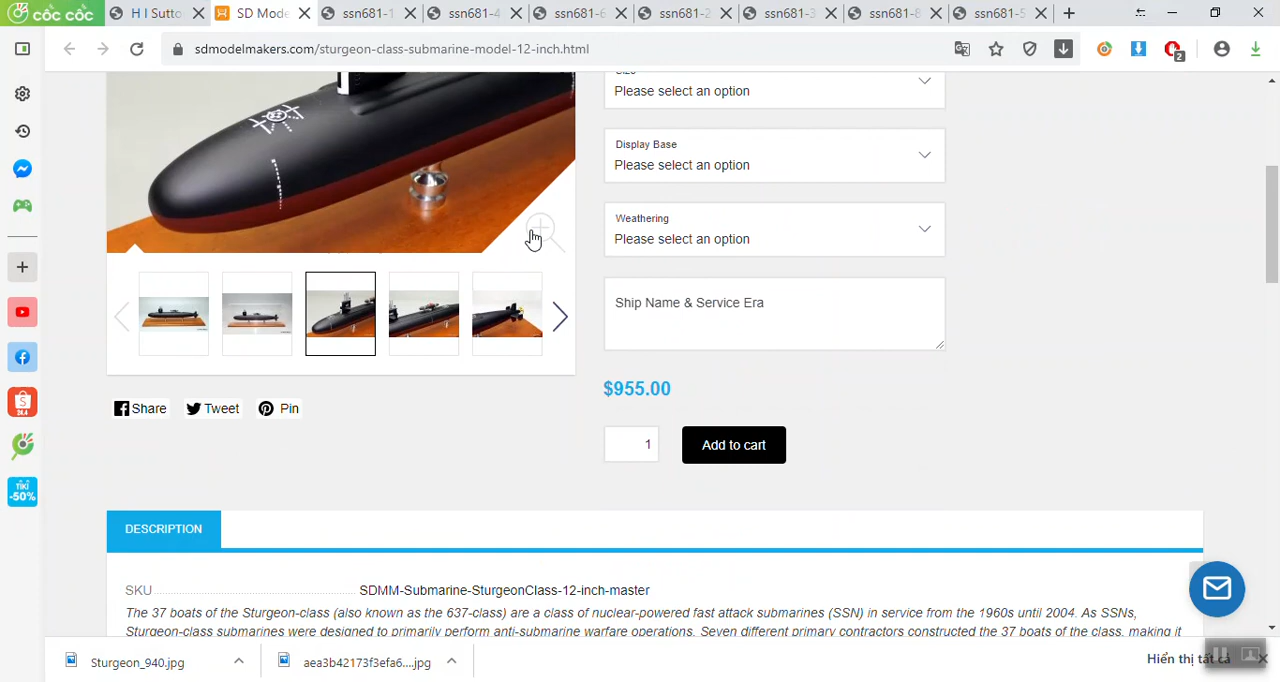 cốc cốc
H I Sutto
SD Mode
ssn681-1
ssn681-4
ssn681-6
ssn681-2
ssn681-3
ssn681-8
ssn681-5
sdmodelmakers.com/sturgeon-class-submarine-model-12-inch.html
2
Please select an option
Display Base
Please select an option
Weathering
Please select an option
Ship Name & Service Era
$955.00
1
Add to cart
Share
Tweet
Pin
24.4
TIKI
-50%
DESCRIPTION
SKU SDMM-Submarine-SturgeonClass-12-inch-master
The 37 boats of the Sturgeon-class (also known as the 637-class) are a class of nuclear-powered fast attack submarines (SSN) in service from the 1960s until 2004. As SSNs,
Sturgeon-class submarines were designed to primarily perform anti-submarine warfare operations. Seven different primary contractors constructed the 37 boats of the class, making it
Sturgeon_940.jpg
aea3b42173f3efa6....jpg
Hiển thị tất cả